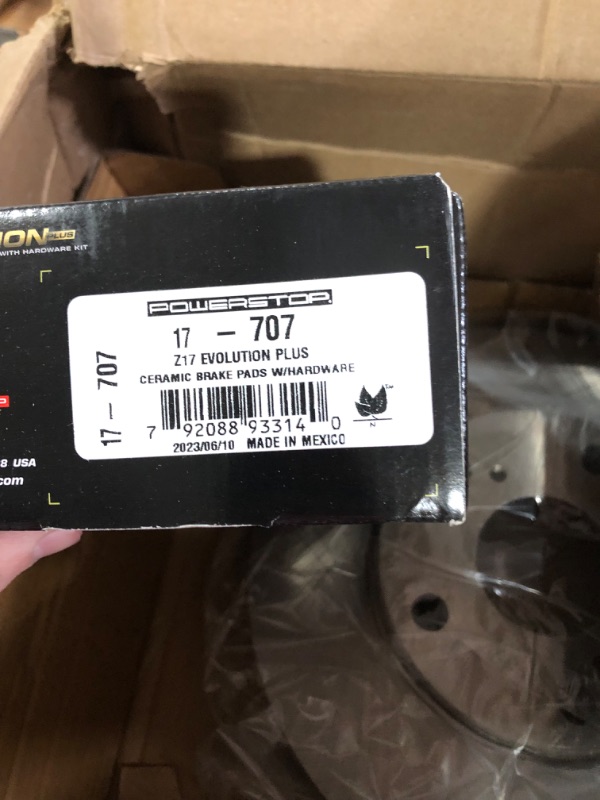 ION PLUS
WITH HARDWARE KIT
POWERSTOP
17 – 707
Z17 EVOLUTION PLUS
CERAMIC BRAKE PADS W/HARDWARE
17 – 707
7 92088 93314 0
N
2023/06/10 MADE IN MEXICO
8 USA
.com